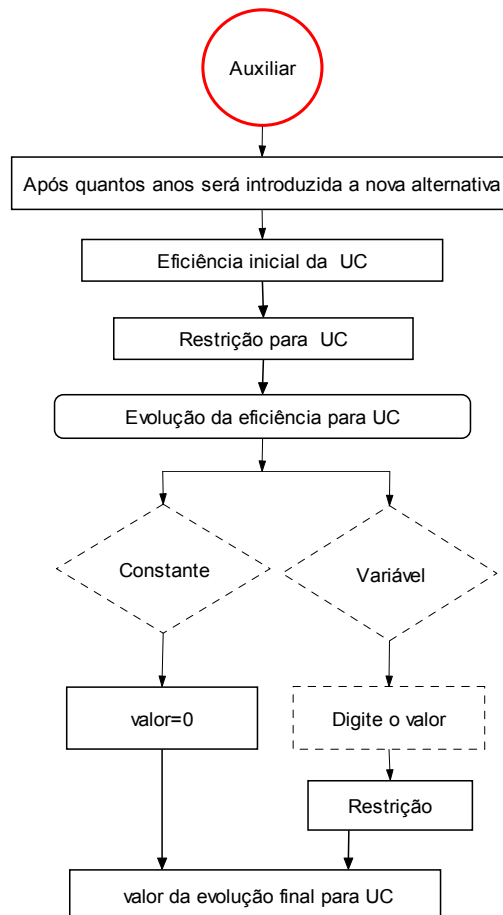 Auxiliar
Após quantos anos será introduzida a nova alternativa
Eficiência inicial da UC
Restrição para UC
Evolução da eficiência para UC
Constante
Variável
valor=0
Digite o valor
Restrição
valor da evolução final para UC